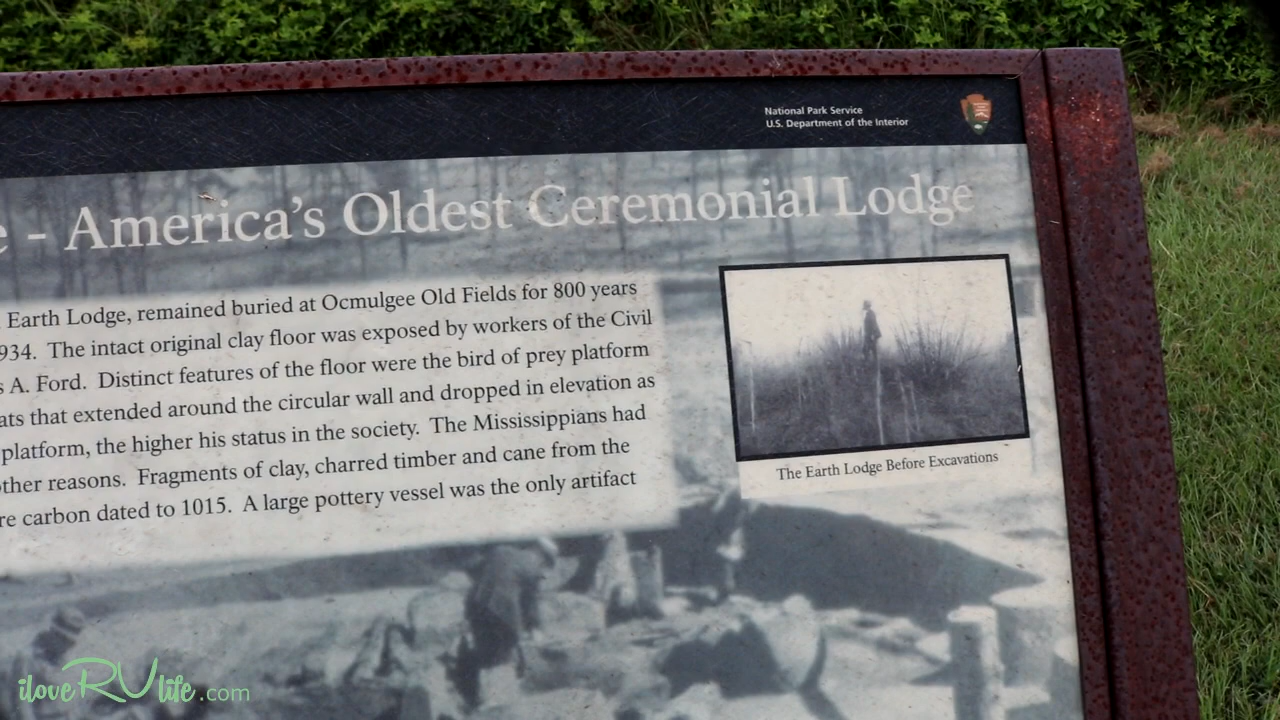 National Park Service
U.S. Department of the Interior
e - America's Oldest Ceremonial Lodge
Earth Lodge, remained buried at Ocmulgee Old Fields for 800 years
934. The intact original clay floor was exposed by workers of the Civil
s A. Ford. Distinct features of the floor were the bird of prey platform
ats that extended around the circular wall and dropped in elevation as
platform, the higher his status in the society. The Mississippians had
other reasons. Fragments of clay, charred timber and cane from the
re carbon dated to 1015. A large pottery vessel was the only artifact
The Earth Lodge Before Excavations
iloveRVlife.com